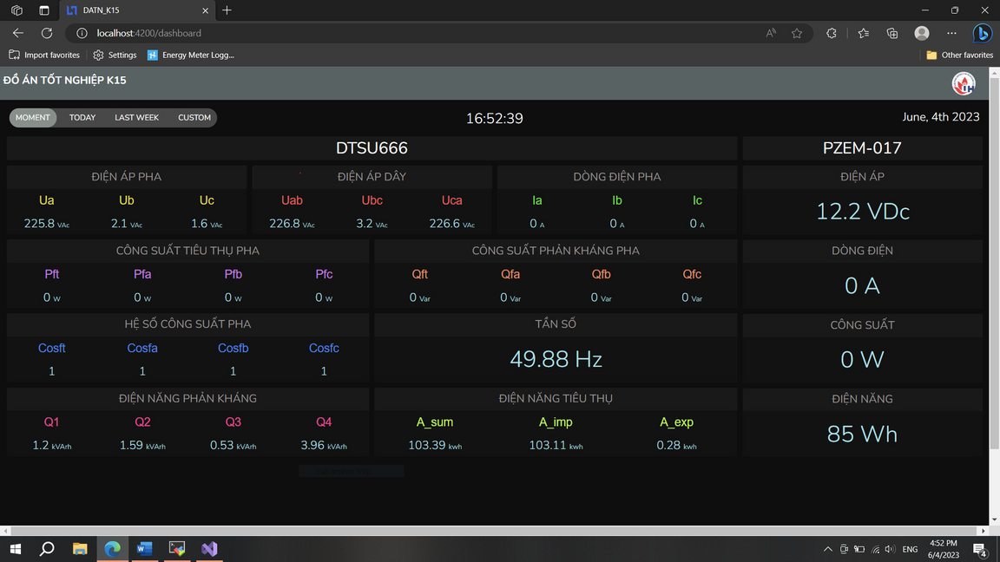 DATN_K15
localhost:4200/dashboard
Import favorites Settings Energy Meter Logg... Other favorites
ĐỒ ÁN TỐT NGHIỆP K15
MOMENT TODAY LAST WEEK CUSTOM 16:52:39 June, 4th 2023
DTSU666 PZEM-017
ĐIỆN ÁP PHA ĐIỆN ÁP DÂY DÒNG ĐIỆN PHA ĐIỆN ÁP
Ua Ub Uc Uab Ubc Uca Ia Ib Ic
225.8 VAc 2.1 VAc 1.6 VAc 226.8 VAc 3.2 VAc 226.6 VAc 0 A 0 A 0 A 12.2 VDc
CÔNG SUẤT TIÊU THỤ PHA CÔNG SUẤT PHẢN KHÁNG PHA DÒNG ĐIỆN
Pft Pfa Pfb Pfc Qft Qfa Qfb Qfc
0 W 0 W 0 W 0 W 0 Var 0 Var 0 Var 0 Var 0 A
HỆ SỐ CÔNG SUẤT PHA TẦN SỐ CÔNG SUẤT
Cosft Cosfa Cosfb Cosfc
1 1 1 1 49.88 Hz 0 W
ĐIỆN NĂNG PHẢN KHÁNG ĐIỆN NĂNG TIÊU THỤ ĐIỆN NĂNG
Q1 Q2 Q3 Q4 A_sum A_imp A_exp
1.2 kVArh 1.59 kVArh 0.53 kVArh 3.96 kVArh 103.39 kwh 103.11 kwh 0.28 kwh 85 Wh
ENG 4:52 PM
6/4/2023 4